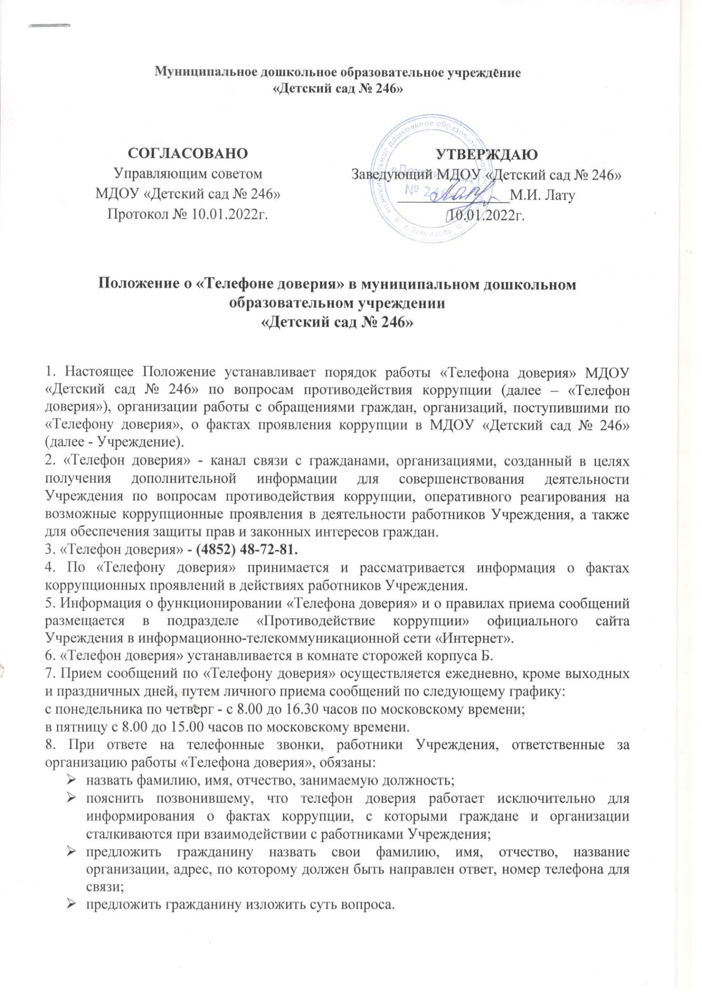 Муниципальное дошкольное образовательное учреждение
«Детский сад № 246»
СОГЛАСОВАНО
Управляющим советом
МДОУ «Детский сад № 246»
Протокол № 10.01.2022г.
УТВЕРЖДАЮ
Заведующий МДОУ «Детский сад № 246»
М.И. Лату
10.01.2022г.
Муниципальное дошкольное образовательное учреждение
«Детский сад
№ 246»
г. Ярославль
Положение о «Телефоне доверия» в муниципальном дошкольном
образовательном учреждении
«Детский сад № 246»
1. Настоящее Положение устанавливает порядок работы «Телефона доверия» МДОУ
«Детский сад № 246» по вопросам противодействия коррупции (далее – «Телефон
доверия»), организации работы с обращениями граждан, организаций, поступившими по
«Телефону доверия», о фактах проявления коррупции в МДОУ «Детский сад № 246»
(далее - Учреждение).
2. «Телефон доверия» - канал связи с гражданами, организациями, созданный в целях
получения дополнительной информации для совершенствования деятельности
Учреждения по вопросам противодействия коррупции, оперативного реагирования на
возможные коррупционные проявления в деятельности работников Учреждения, а также
для обеспечения защиты прав и законных интересов граждан.
3. «Телефон доверия» - (4852) 48-72-81.
4. По «Телефону доверия» принимается и рассматривается информация о фактах
коррупционных проявлений в действиях работников Учреждения.
5. Информация о функционировании «Телефона доверия» и о правилах приема сообщений
размещается в подразделе «Противодействие коррупции» официального сайта
Учреждения в информационно-телекоммуникационной сети «Интернет».
6. «Телефон доверия» устанавливается в комнате сторожей корпуса Б.
7. Прием сообщений по «Телефону доверия» осуществляется ежедневно, кроме выходных
и праздничных дней, путем личного приема сообщений по следующему графику:
с понедельника по четверг - с 8.00 до 16.30 часов по московскому времени;
в пятницу с 8.00 до 15.00 часов по московскому времени.
8. При ответе на телефонные звонки, работники Учреждения, ответственные за
организацию работы «Телефона доверия», обязаны:
➢ назвать фамилию, имя, отчество, занимаемую должность;
➢ пояснить позвонившему, что телефон доверия работает исключительно для
информирования о фактах коррупции, с которыми граждане и организации
сталкиваются при взаимодействии с работниками Учреждения;
➢ предложить гражданину назвать свои фамилию, имя, отчество, название
организации, адрес, по которому должен быть направлен ответ, номер телефона для
связи;
➢ предложить гражданину изложить суть вопроса.